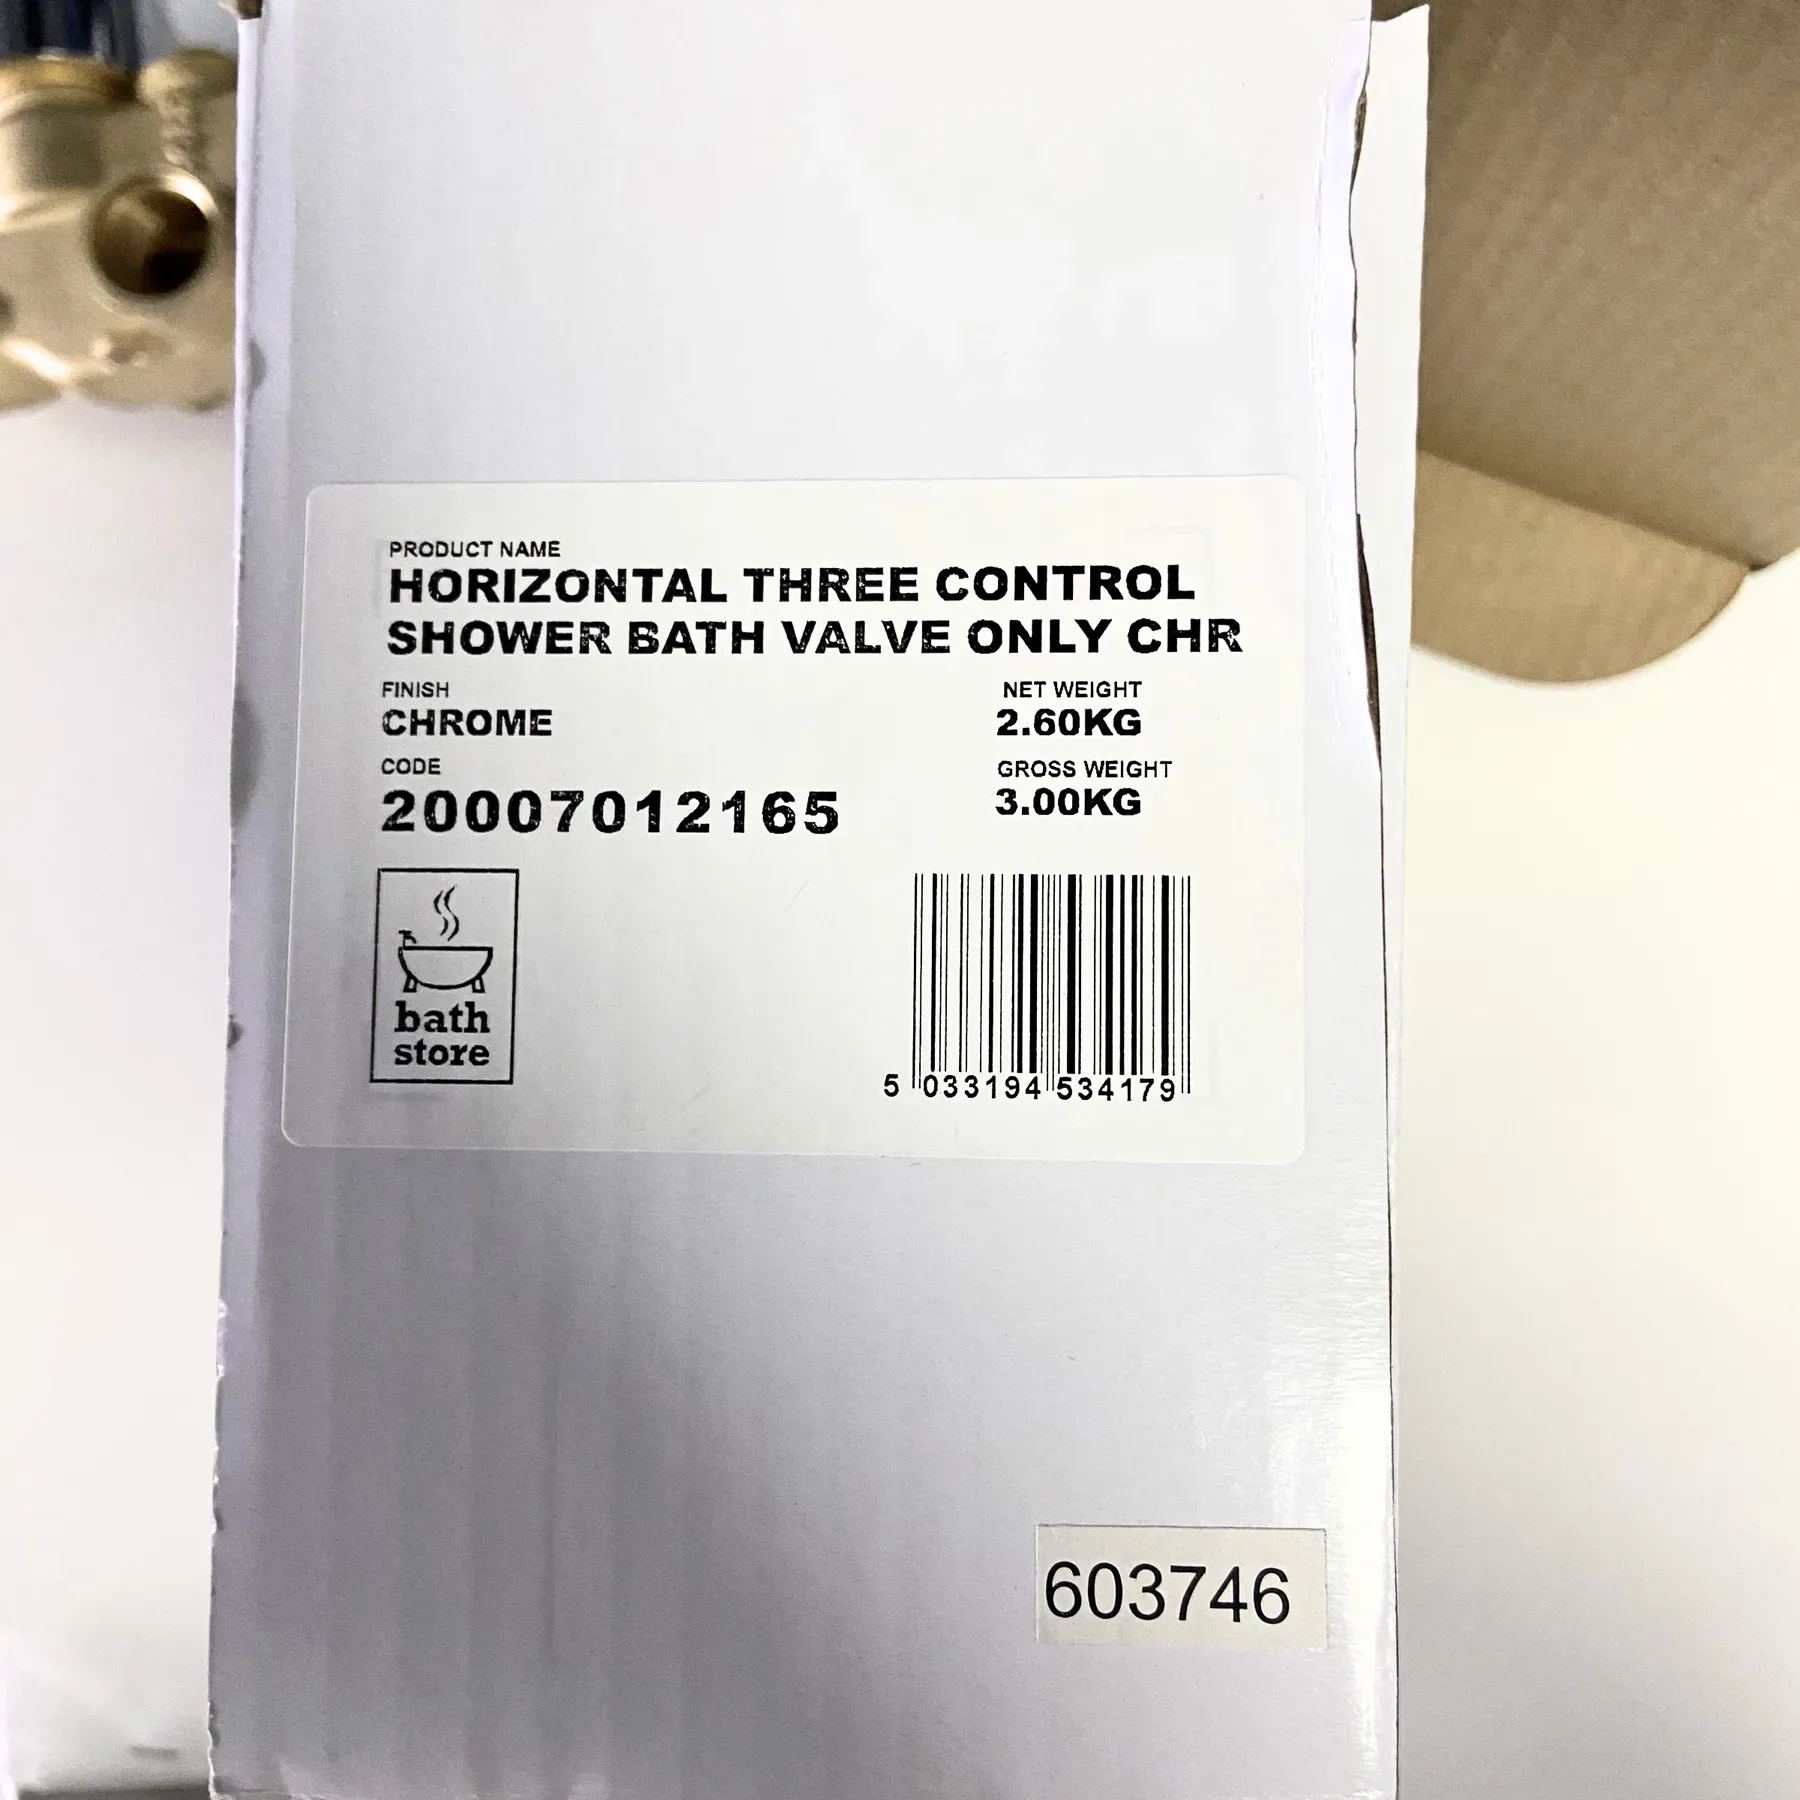 PRODUCT NAME
HORIZONTAL THREE CONTROL
SHOWER BATH VALVE ONLY CHR
FINISH
CHROME
NET WEIGHT
2.60KG
CODE
20007012165
GROSS WEIGHT
3.00KG
bath
store
5 033194 534179
603746